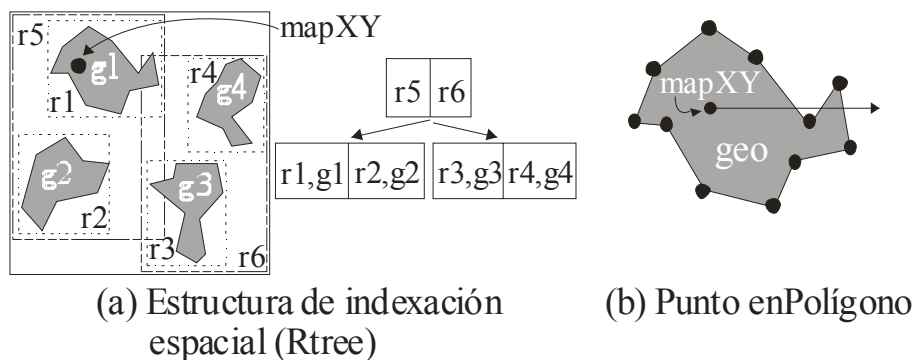 mapXY
r5
g1
r1
r4
g4
g2
r2
g3
r3
r6
r5 r6
r1,g1 r2,g2 r3,g3 r4,g4
mapXY
geo
(a) Estructura de indexación
espacial (Rtree)
(b) Punto enPolígono